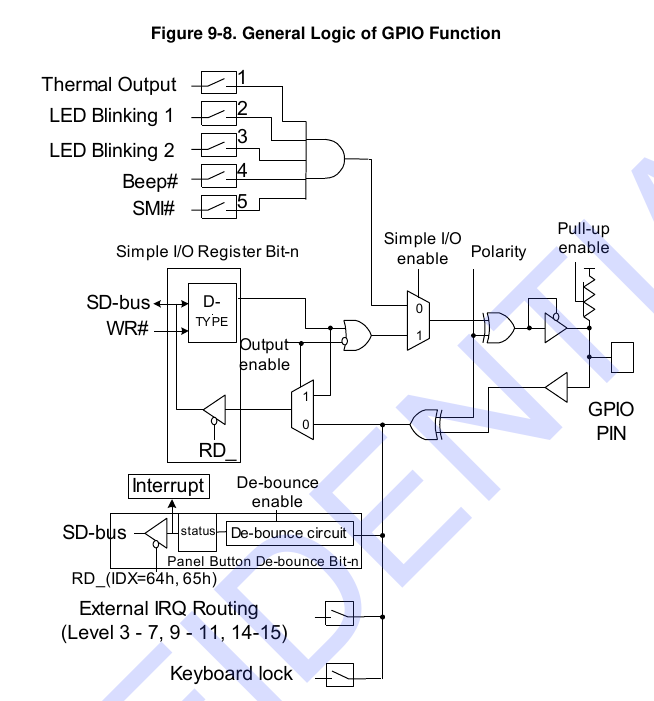 Figure 9-8. General Logic of GPIO Function
Thermal Output
1
LED Blinking 1
2
LED Blinking 2
3
Beep#
4
SMI#
5
Simple I/O Register Bit-n
Simple I/O
enable
Polarity
Pull-up
enable
SD-bus
WR#
D-
TYPE
0
1
Output
enable
1
0
RD_
GPIO
PIN
Interrupt
De-bounce
enable
SD-bus
status
De-bounce circuit
Panel Button De-bounce Bit-n
RD_(IDX=64h, 65h)
External IRQ Routing
(Level 3 - 7, 9 - 11, 14-15)
Keyboard lock
FIDENTIA